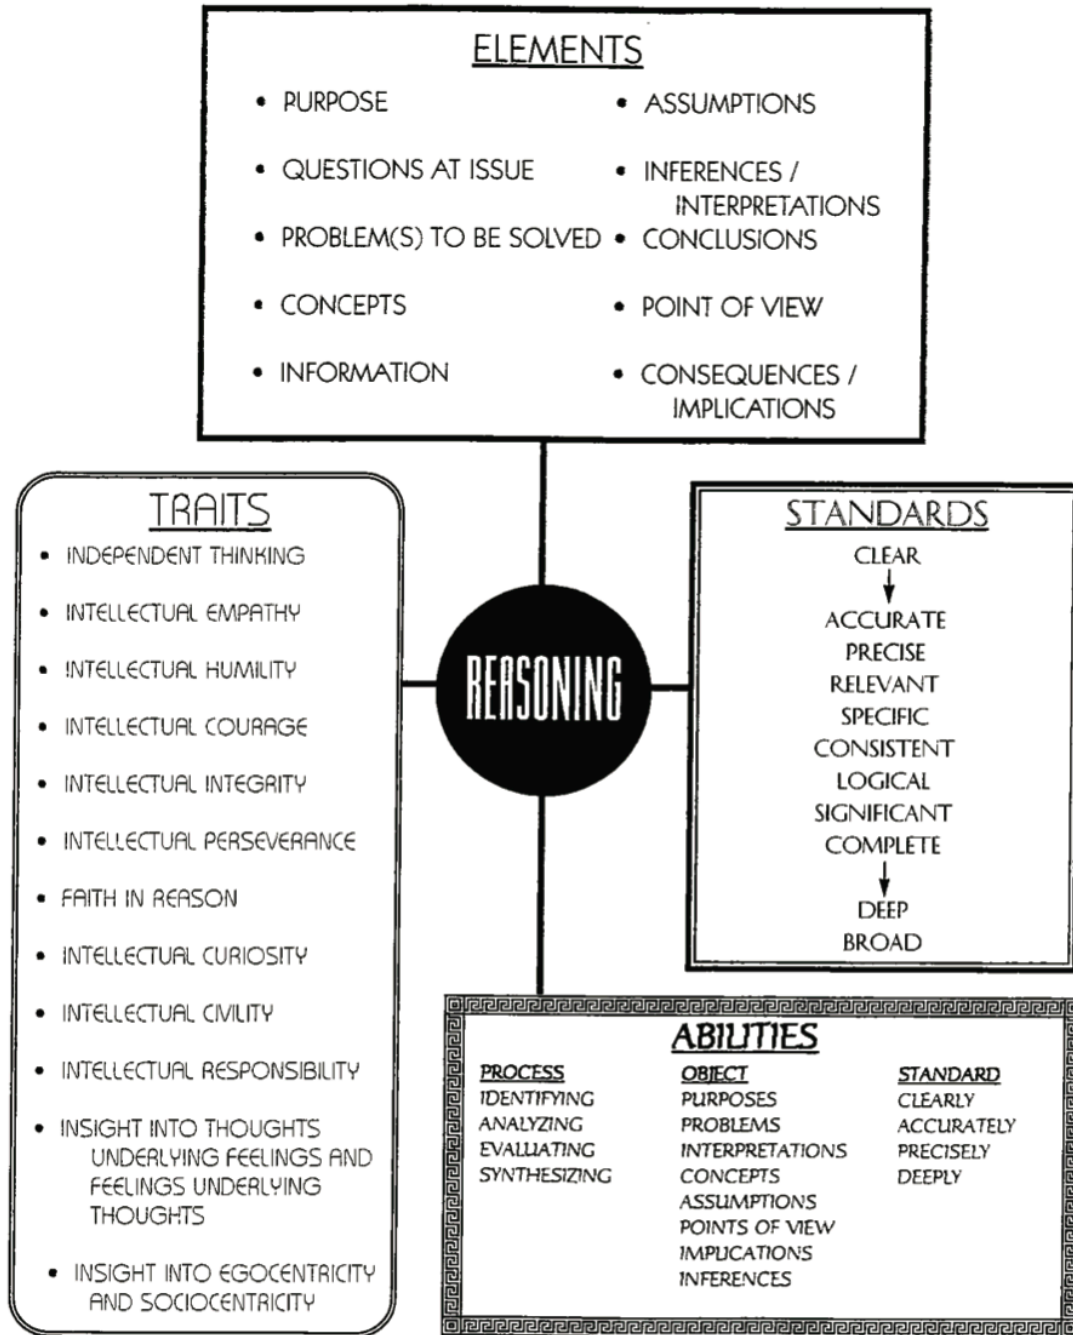 ELEMENTS
• PURPOSE
• QUESTIONS AT ISSUE
• PROBLEM(S) TO BE SOLVED
• CONCEPTS
• INFORMATION
• ASSUMPTIONS
• INFERENCES /
INTERPRETATIONS
• CONCLUSIONS
• POINT OF VIEW
• CONSEQUENCES /
IMPLICATIONS
TRAITS
• INDEPENDENT THINKING
• INTELLECTUAL EMPATHY
• INTELLECTUAL HUMILITY
• INTELLECTUAL COURAGE
• INTELLECTUAL INTEGRITY
• INTELLECTUAL PERSEVERANCE
• FAITH IN REASON
• INTELLECTUAL CURIOSITY
• INTELLECTUAL CIVILITY
• INTELLECTUAL RESPONSIBILITY
• INSIGHT INTO THOUGHTS
UNDERLYING FEELINGS AND
FEELINGS UNDERLYING
THOUGHTS
• INSIGHT INTO EGOCENTRICITY
AND SOCIOCENTRICITY
REASONING
STANDARDS
CLEAR
ACCURATE
PRECISE
RELEVANT
SPECIFIC
CONSISTENT
LOGICAL
SIGNIFICANT
COMPLETE
DEEP
BROAD
ABILITIES
PROCESS
IDENTIFYING
ANALYZING
EVALUATING
SYNTHESIZING
OBJECT
PURPOSES
PROBLEMS
INTERPRETATIONS
CONCEPTS
ASSUMPTIONS
POINTS OF VIEW
IMPLICATIONS
INFERENCES
STANDARD
CLEARLY
ACCURATELY
PRECISELY
DEEPLY